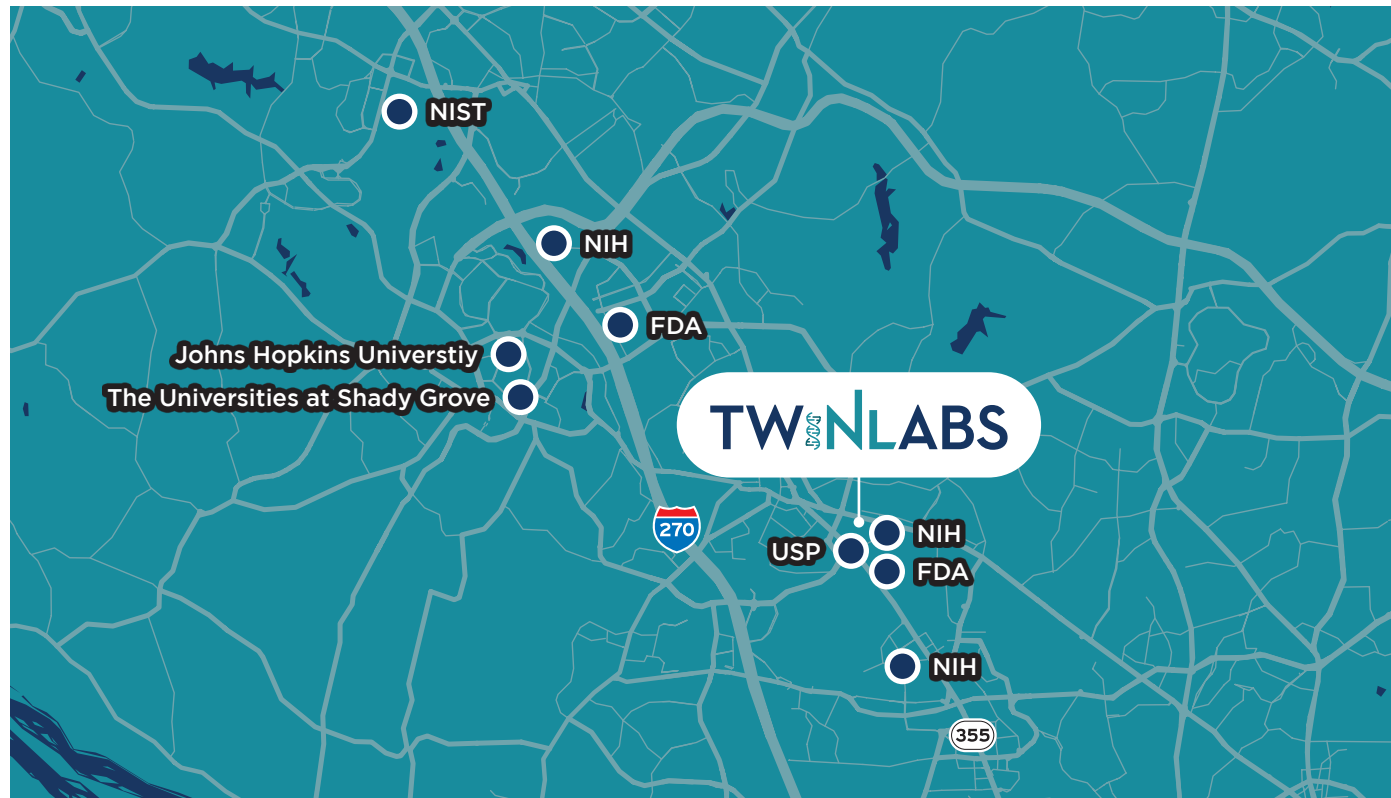 NIST
NIH
FDA
Johns Hopkins Universtiy
The Universities at Shady Grove
TWINLABS
270
NIH
USP
FDA
NIH
355